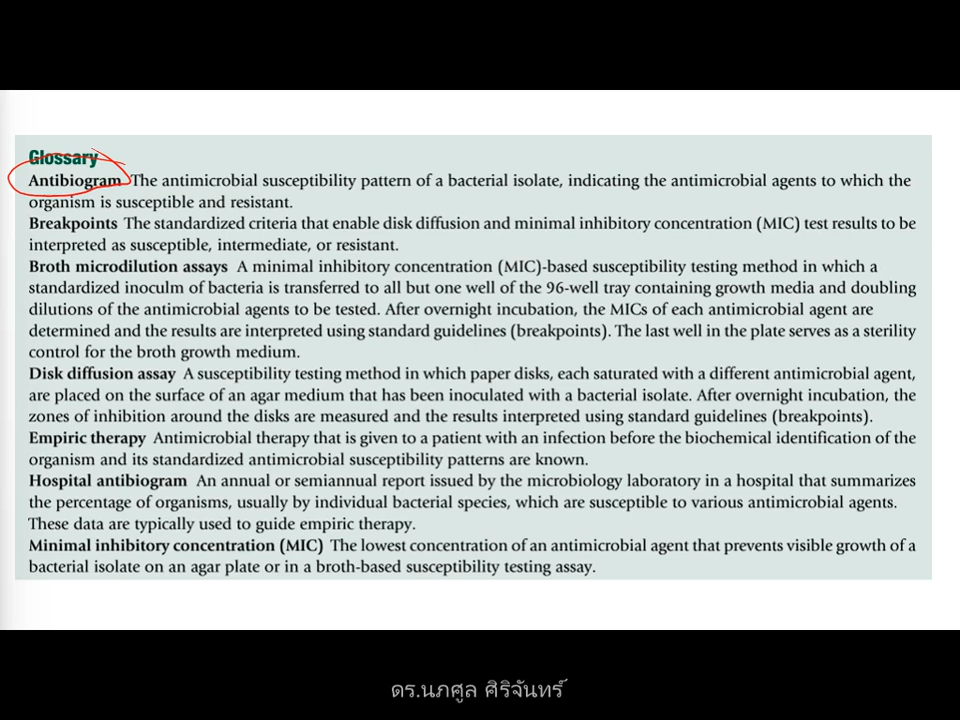 Glossary
Antibiogram The antimicrobial susceptibility pattern of a bacterial isolate, indicating the antimicrobial agents to which the
organism is susceptible and resistant.
Breakpoints The standardized criteria that enable disk diffusion and minimal inhibitory concentration (MIC) test results to be
interpreted as susceptible, intermediate, or resistant.
Broth microdilution assays A minimal inhibitory concentration (MIC)-based susceptibility testing method in which a
standardized inoculum of bacteria is transferred to all but one well of the 96-well tray containing growth media and doubling
dilutions of the antimicrobial agents to be tested. After overnight incubation, the MICs of each antimicrobial agent are
determined and the results are interpreted using standard guidelines (breakpoints). The last well in the plate serves as a sterility
control for the broth growth medium.
Disk diffusion assay A susceptibility testing method in which paper disks, each saturated with a different antimicrobial agent,
are placed on the surface of an agar medium that has been inoculated with a bacterial isolate. After overnight incubation, the
zones of inhibition around the disks are measured and the results interpreted using standard guidelines (breakpoints).
Empiric therapy Antimicrobial therapy that is given to a patient with an infection before the biochemical identification of the
organism and its standardized antimicrobial susceptibility patterns are known.
Hospital antibiogram An annual or semiannual report issued by the microbiology laboratory in a hospital that summarizes
the percentage of organisms, usually by individual bacterial species, which are susceptible to various antimicrobial agents.
These data are typically used to guide empiric therapy.
Minimal inhibitory concentration (MIC) The lowest concentration of an antimicrobial agent that prevents visible growth of a
bacterial isolate on an agar plate or in a broth-based susceptibility testing assay.
ดร.นภศูล ศิริจันทร์